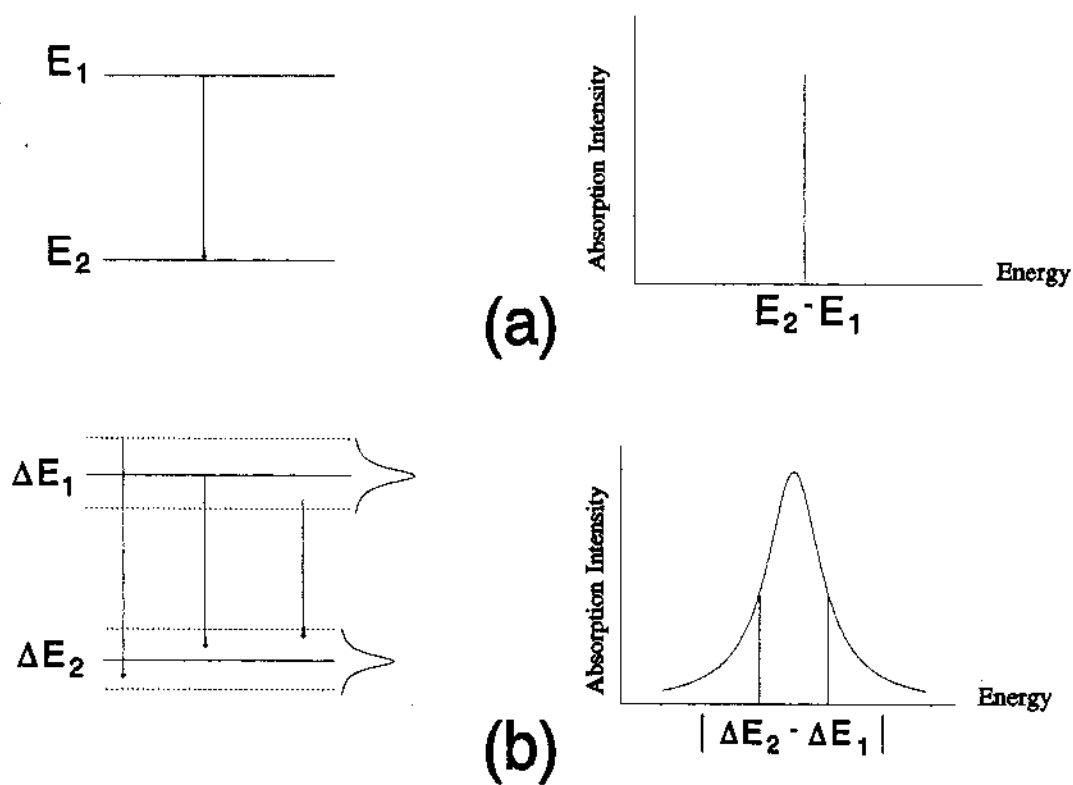 E₁
E₂
Absorption Intensity
Energy
E₂ - E₁
(a)
ΔE₁
ΔE₂
Absorption Intensity
Energy
| ΔE₂ - ΔE₁ |
(b)